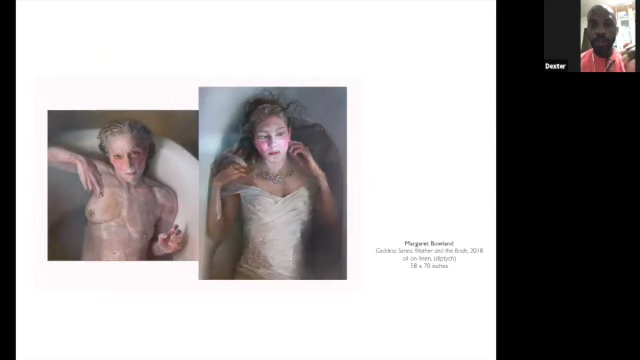 Dexter
Margaret Bowland
Goddess Series: Mother and the Bride, 2018
oil on linen, (diptych)
58 x 70 inches